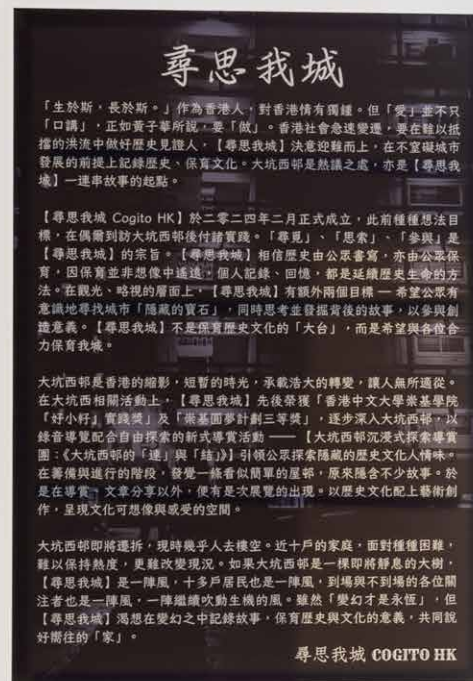 尋思我城
「生於斯，長於斯。」作為香港人，對香港情有獨鍾。但「愛」並不只
「口講」，正如黃子華所說，要「做」。香港社會急速變遷，要在難以抵
擋的洪流中做好歷史見證人，【尋思我城】決意迎難而上，在不窒礙城市
發展的前提上記錄歷史、保育文化。大坑西邨是熱議之處，亦是【尋思我
城】一連串故事的起點。
【尋思我城 Cogito HK】於二零二四年二月正式成立，此前種種想法目
標，在偶爾到訪大坑西邨後付諸實踐。「尋覓」、「思索」、「參與」是
【尋思我城】的宗旨。【尋思我城】相信歷史由公眾書寫，亦由公眾保
育，因保育並非想像中遙遠，個人記錄、回憶，都是延續歷史生命的方
法。在觀光、略視的層面上，【尋思我城】有額外兩個目標 — 希望公眾有
意識地尋找城市「隱藏的寶石」，同時思考並發掘背後的故事，以參與創
造意義。【尋思我城】不是保育歷史文化的「大台」，而是希望與各位合
力保育我城。
大坑西邨是香港的縮影，短暫的時光，承載浩大的轉變，讓人無所適從。
在大坑西相關活動上，【尋思我城】先後榮獲「香港中文大學崇基學院
『好小籽』實踐獎」及「崇基圓夢計劃三等獎」，逐步深入大坑西邨，以
錄音導覽配合自由探索的新式導賞活動 ——【大坑西邨沉浸式探索導賞
團：《大坑西邨的「連」與「結」》】引領公眾探索隱藏的歷史文化人情味。
在籌備與進行的階段，發覺一條看似簡單的屋邨，原來隱含不少故事。於
是在導賞、文章分享以外，便有是次展覽的出現。以歷史文化配上藝術創
作，呈現文化可想像與感受的空間。
大坑西邨即將遷拆，現時幾乎人去樓空。近十戶的家庭，面對種種困難，
難以保持熱度，更難改變現況。如果大坑西邨是一棵即將靜息的大樹，
【尋思我城】是一陣風，十多戶居民也是一陣風，到場與不到場的各位關
注者也是一陣風，一陣繼續吹動生機的風。雖然「變幻才是永恆」，但
【尋思我城】渴想在變幻之中記錄故事，保育歷史與文化的意義，共同說
好嚮往的「家」。
尋思我城 COGITO HK